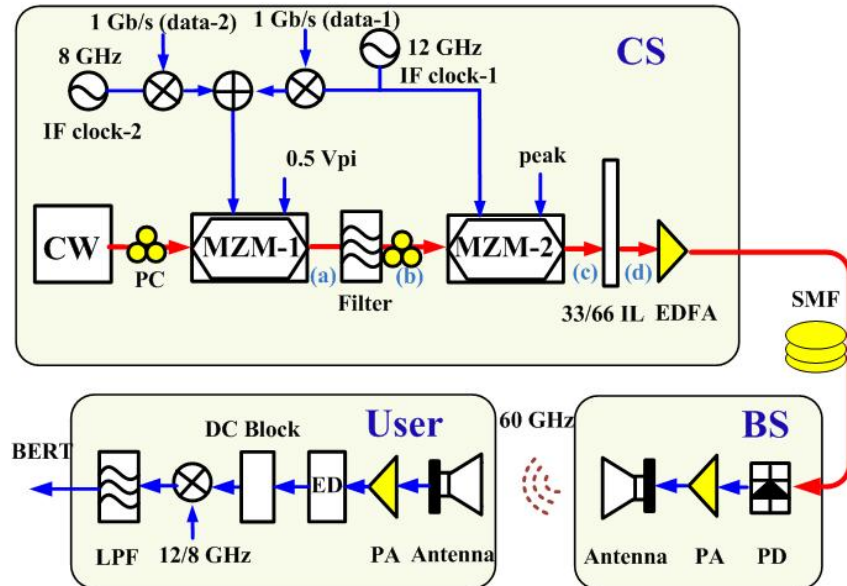 1 Gb/s (data-2)
1 Gb/s (data-1)
8 GHz
12 GHz
CS
IF clock-1
IF clock-2
0.5 Vpi
peak
CW
MZM-1
MZM-2
PC
(a)
(b)
(c)
(d)
Filter
33/66 IL
EDFA
SMF
User
60 GHz
BS
DC Block
BERT
ED
LPF
12/8 GHz
PA
Antenna
Antenna
PA
PD